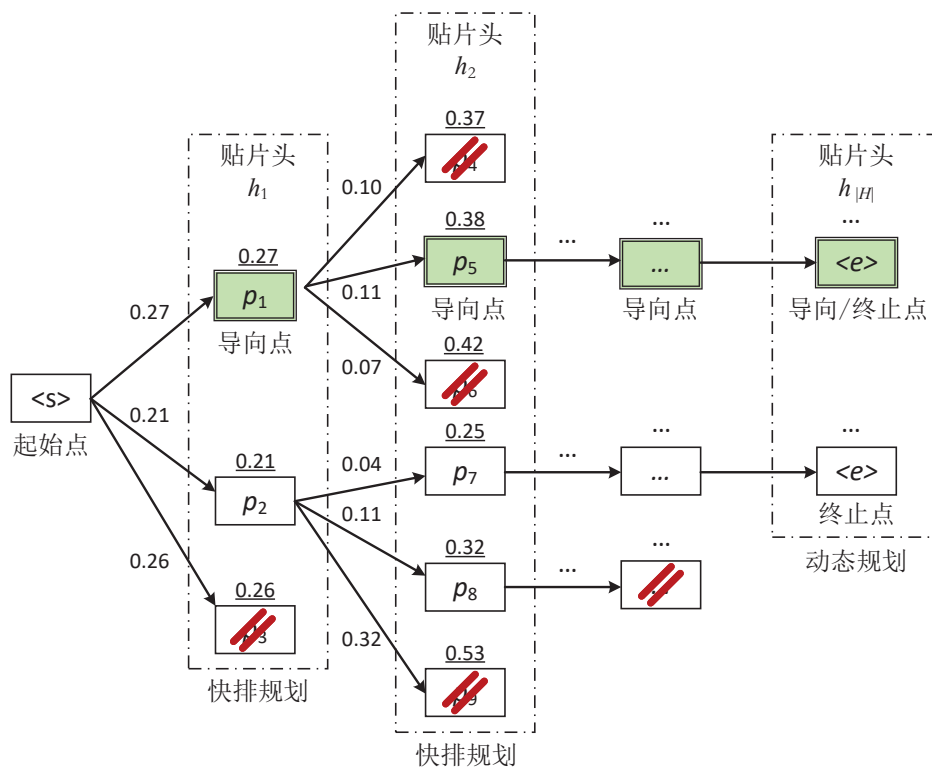 <s>
起始点
0.27
0.21
0.26
贴片头
h1
0.27
p1
导向点
0.21
p2
0.26
快排规划
0.10
0.11
0.07
0.04
0.11
0.32
贴片头
h2
0.37
0.38
p5
导向点
0.42
0.25
p7
0.32
p8
0.53
快排规划
...
...
...
...
...
导向点
...
...
...
贴片头
h|H|
...
<e>
导向/终止点
...
<e>
终止点
动态规划